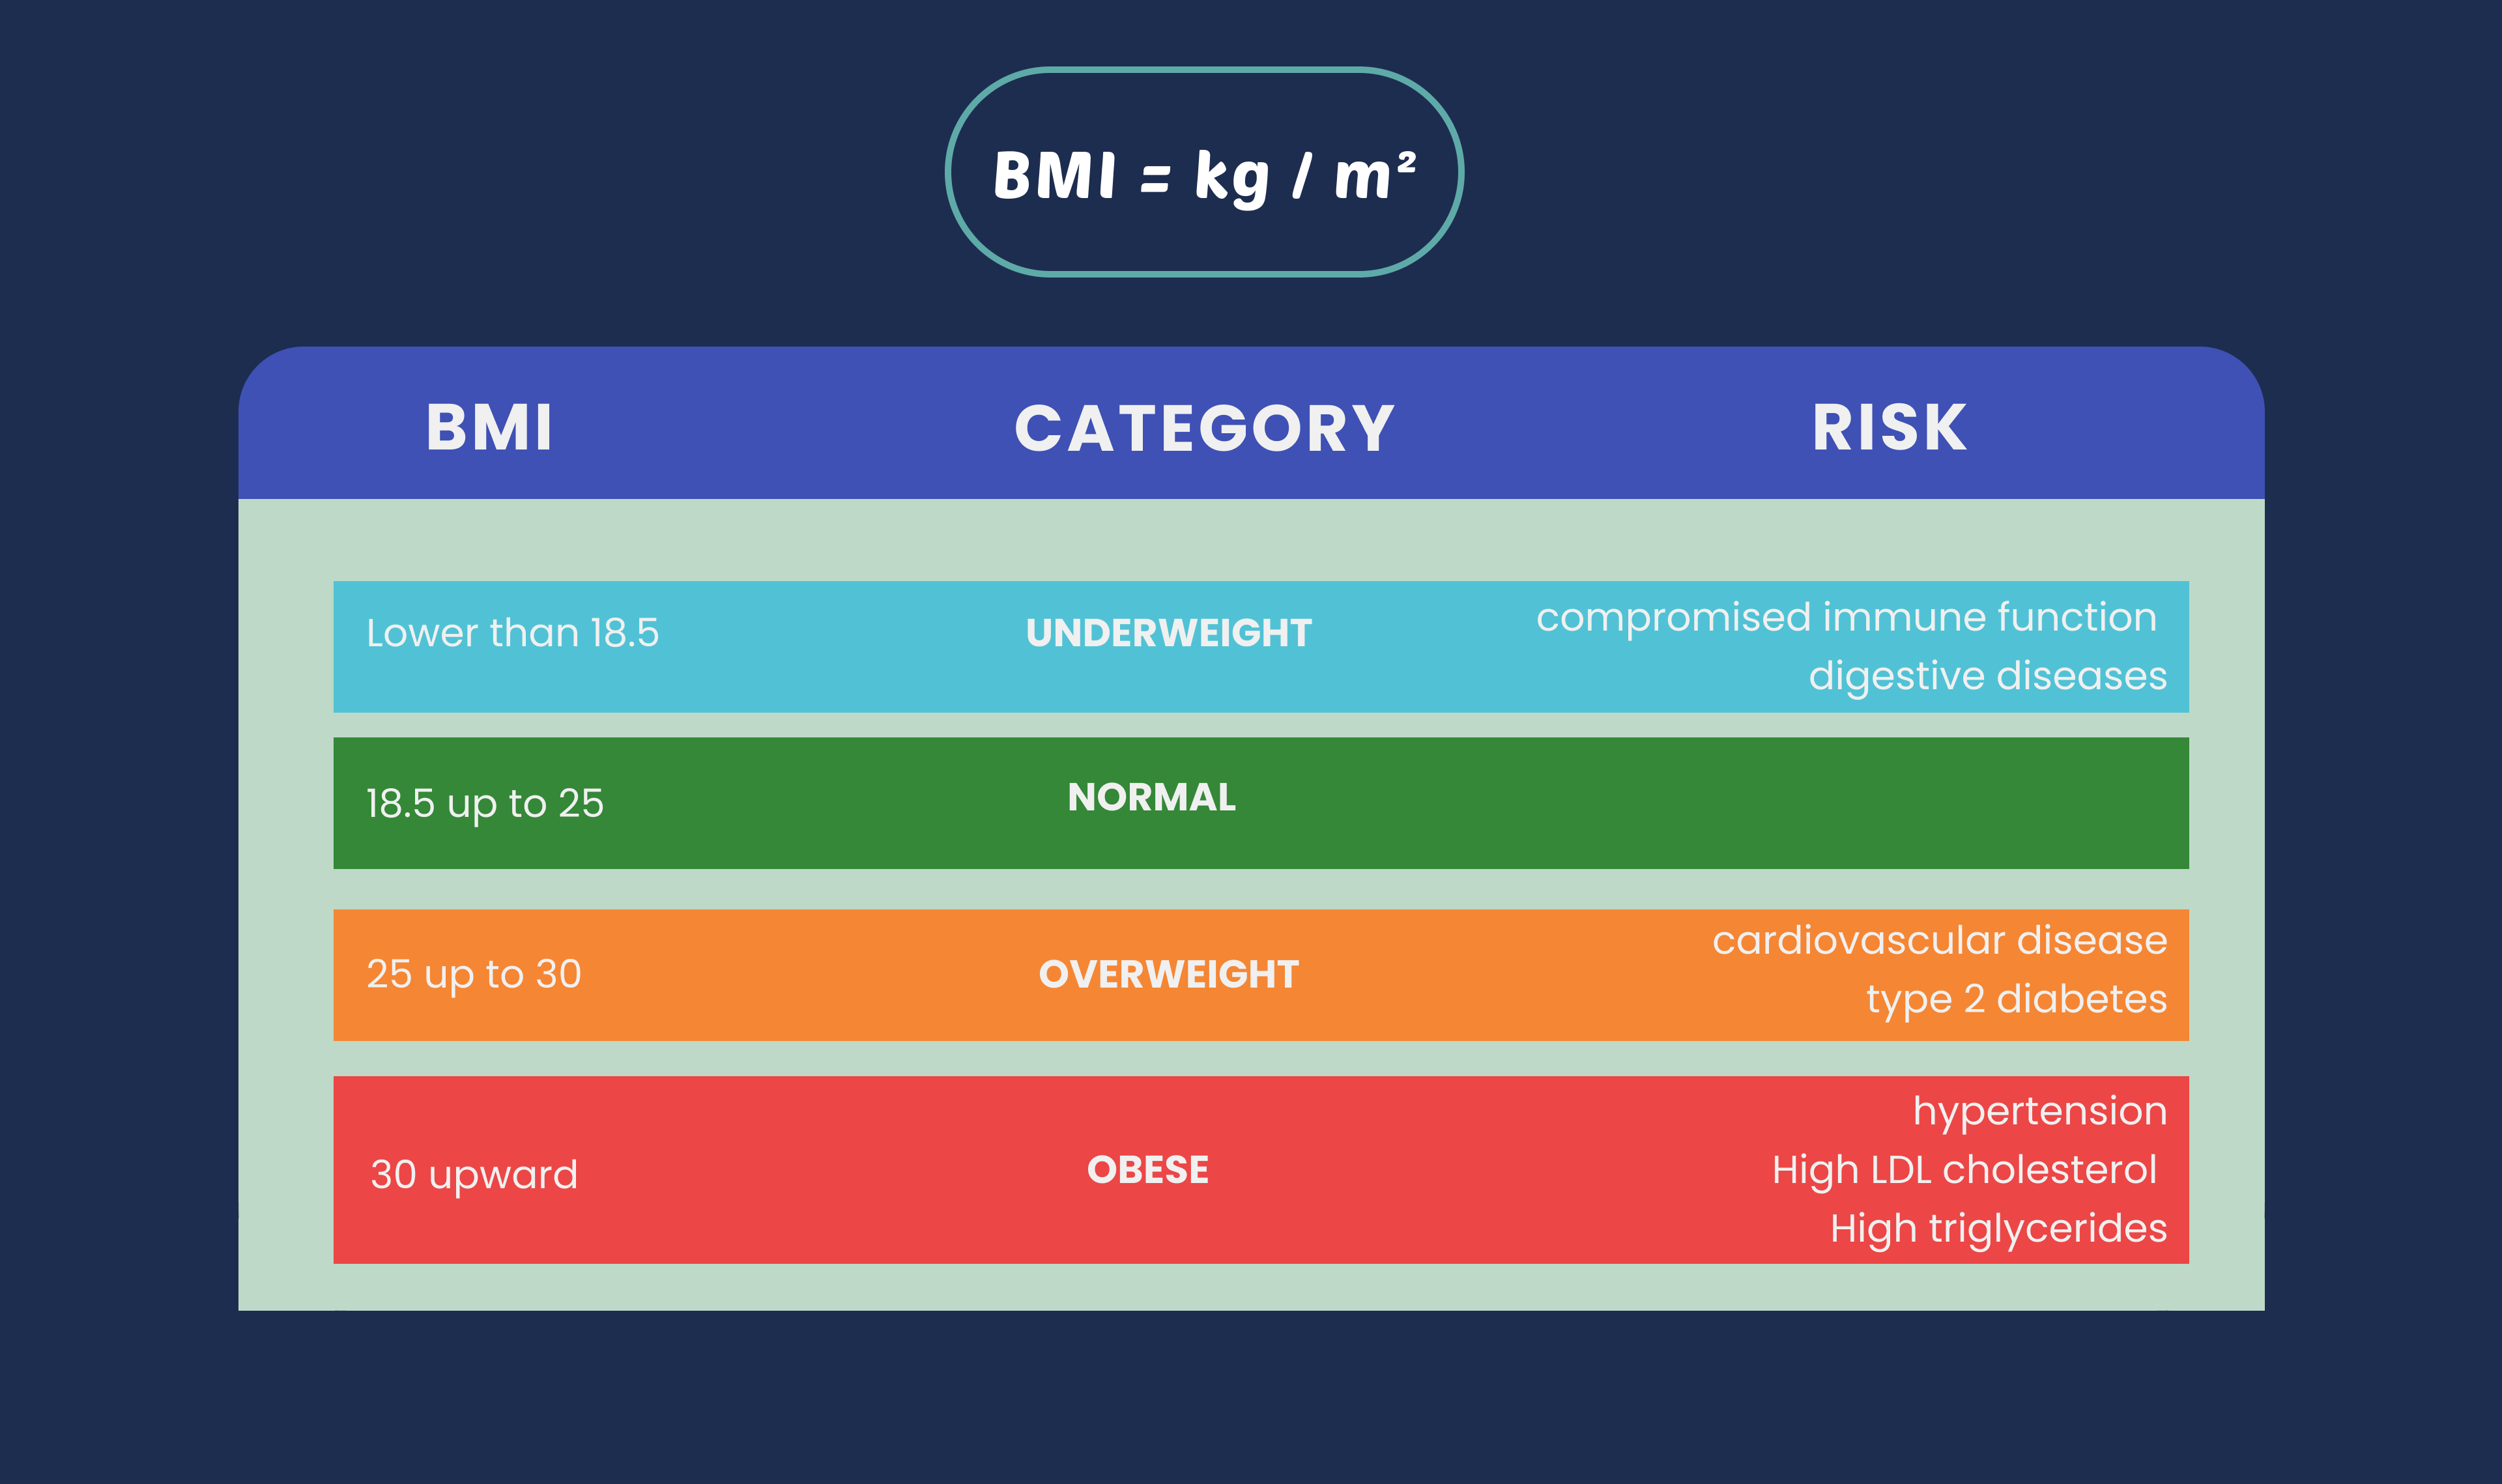 BMI = kg / m²
BMI CATEGORY RISK
Lower than 18.5 UNDERWEIGHT compromised immune function
digestive diseases
18.5 up to 25 NORMAL
25 up to 30 OVERWEIGHT cardiovascular disease
type 2 diabetes
30 upward OBESE hypertension
High LDL cholesterol
High triglycerides